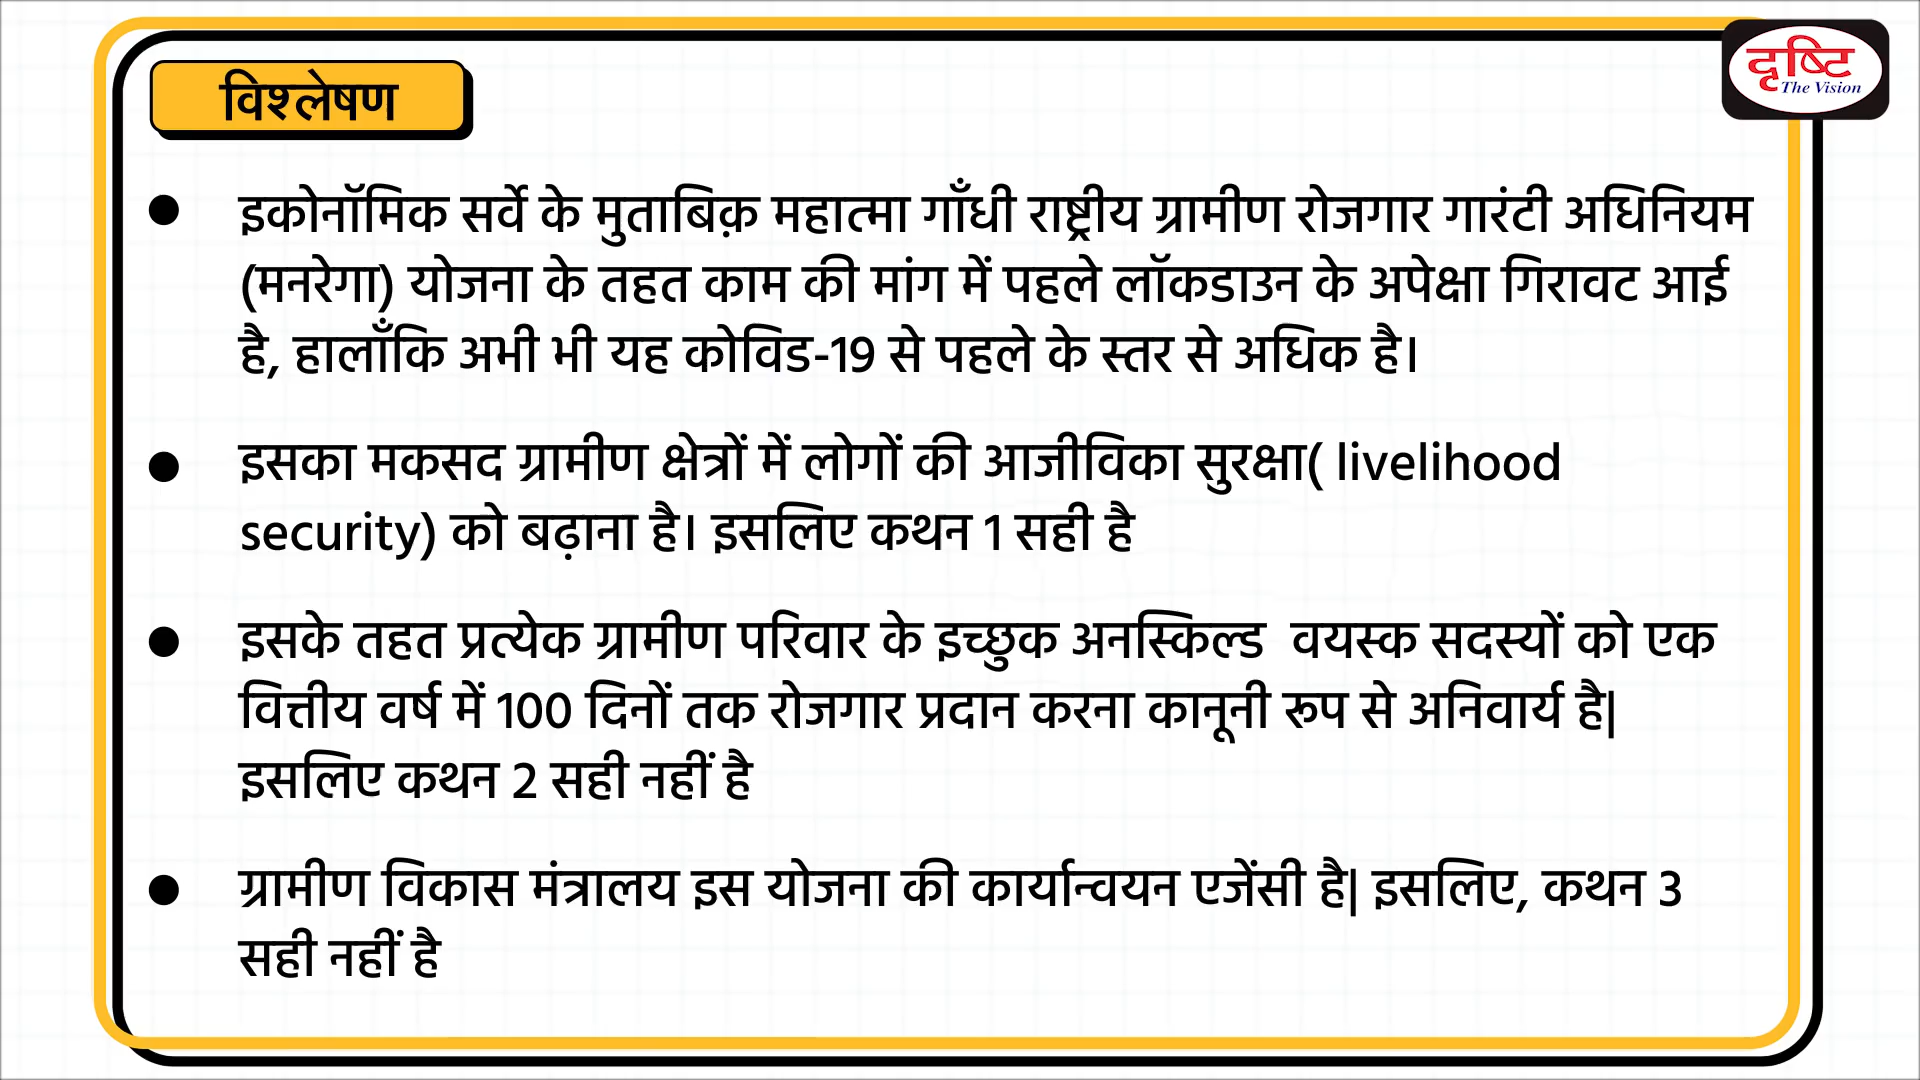 विश्लेषण
दृष्टि
The Vision
● इकोनॉमिक सर्वे के मुताबिक़ महात्मा गाँधी राष्ट्रीय ग्रामीण रोजगार गारंटी अधिनियम
(मनरेगा) योजना के तहत काम की मांग में पहले लॉकडाउन के अपेक्षा गिरावट आई
है, हालाँकि अभी भी यह कोविड-19 से पहले के स्तर से अधिक है।
● इसका मकसद ग्रामीण क्षेत्रों में लोगों की आजीविका सुरक्षा( livelihood
security) को बढ़ाना है। इसलिए कथन 1 सही है
● इसके तहत प्रत्येक ग्रामीण परिवार के इच्छुक अनस्किल्ड वयस्क सदस्यों को एक
वित्तीय वर्ष में 100 दिनों तक रोजगार प्रदान करना कानूनी रूप से अनिवार्य है|
इसलिए कथन 2 सही नहीं है
● ग्रामीण विकास मंत्रालय इस योजना की कार्यान्वयन एजेंसी है| इसलिए, कथन 3
सही नहीं है